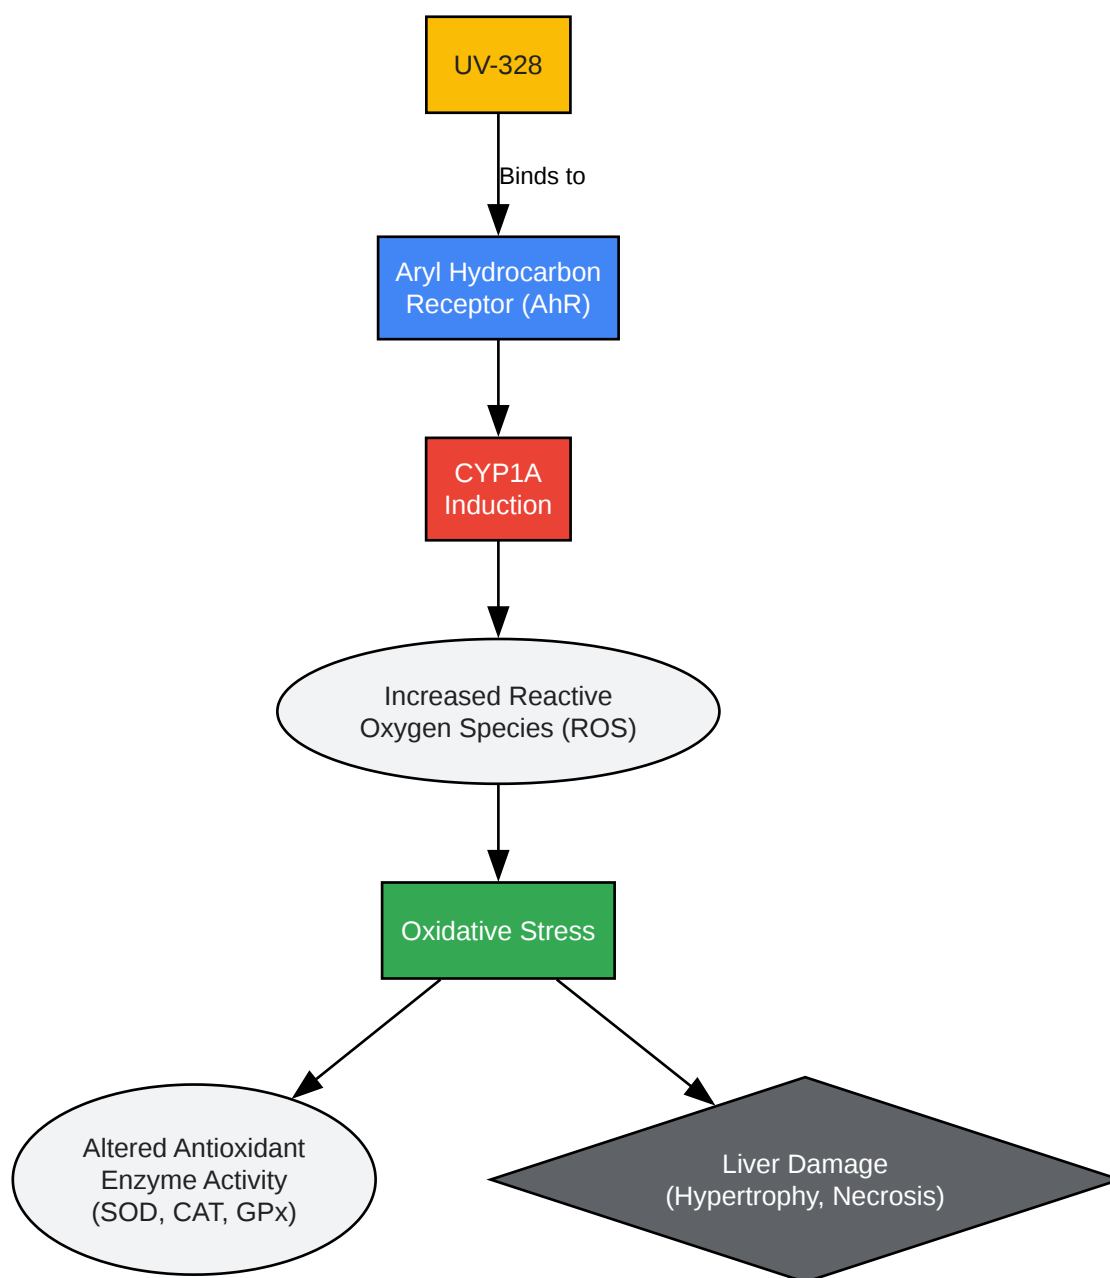 UV-328
Binds to
Aryl Hydrocarbon
Receptor (AhR)
CYP1A
Induction
Increased Reactive
Oxygen Species (ROS)
Oxidative Stress
Altered Antioxidant
Enzyme Activity
(SOD, CAT, GPx)
Liver Damage
(Hypertrophy, Necrosis)